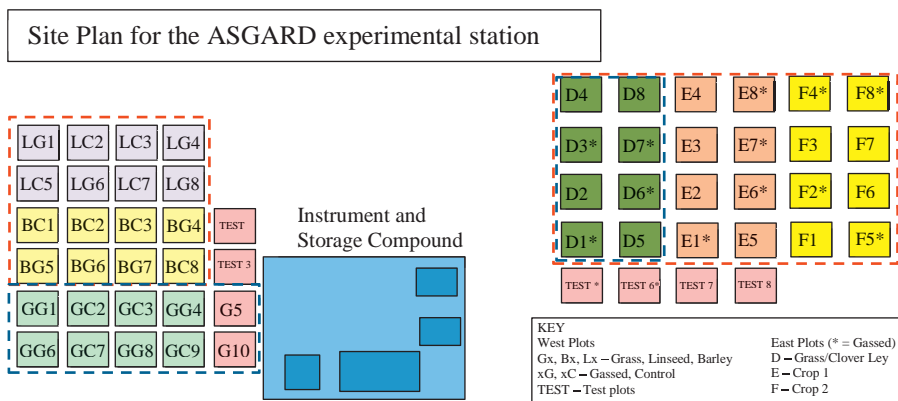 Site Plan for the ASGARD experimental station
D4 D8 E4 E8* F4* F8*
LG1 LC2 LC3 LG4
D3* D7* E3 E7* F3 F7
LC5 LG6 LC7 LG8
D2 D6* E2 E6* F2* F6
BC1 BC2 BC3 BG4 TEST
Instrument and
Storage Compound
D1* D5 E1* E5 F1 F5*
BG5 BG6 BG7 BC8 TEST 3
TEST * TEST 6* TEST 7 TEST 8
GG1 GC2 GC3 GG4 G5
GG6 GC7 GG8 GC9 G10
KEY
West Plots
Gx, Bx, Lx – Grass, Linseed, Barley
xG, xC – Gassed, Control
TEST – Test plots
East Plots (* = Gassed)
D – Grass/Clover Ley
E – Crop 1
F – Crop 2